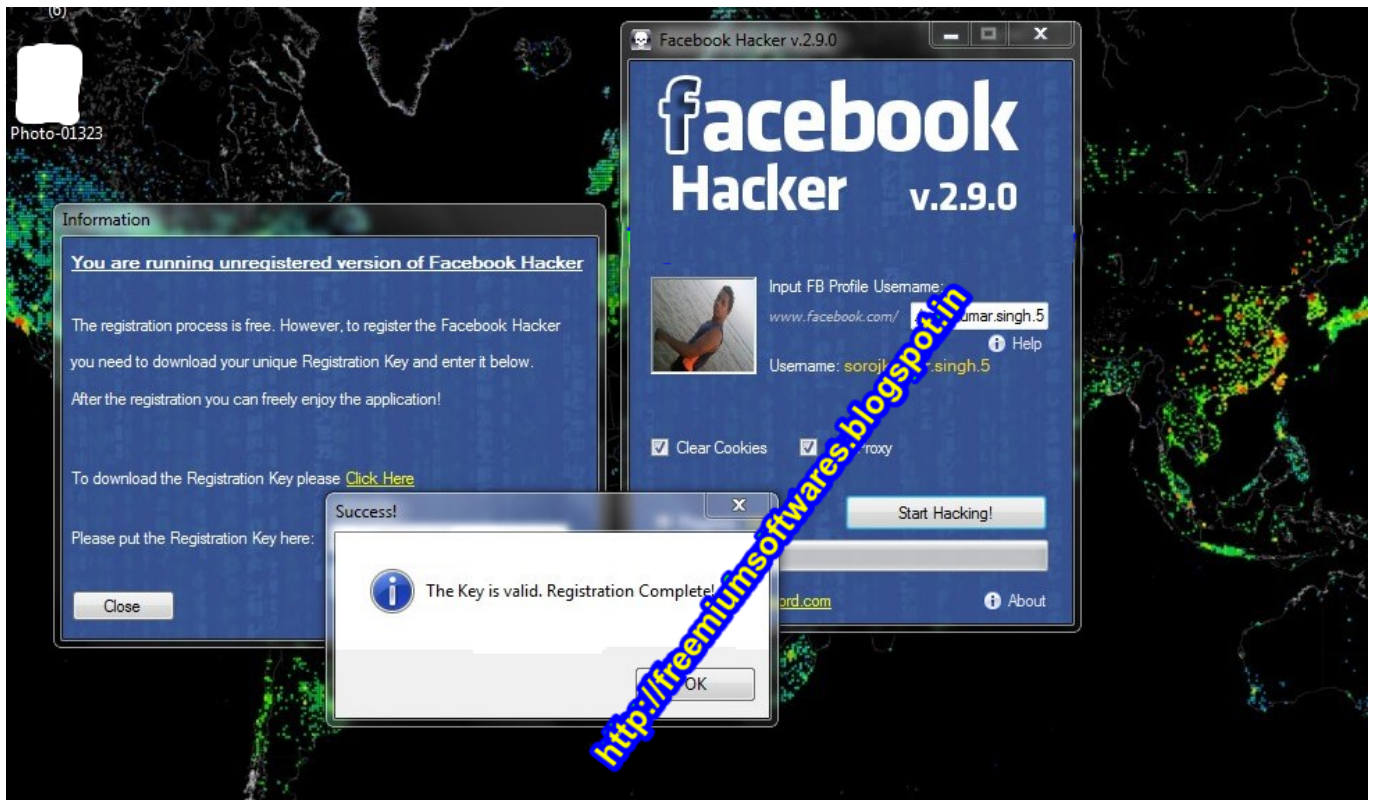 (o)
Photo-01323
Information
You are running unregistered version of Facebook Hacker
The registration process is free. However, to register the Facebook Hacker
you need to download your unique Registration Key and enter it below.
After the registration you can freely enjoy the application!
To download the Registration Key please Click Here
Please put the Registration Key here:
Close
Success!
The Key is valid. Registration Complete!
OK
Facebook Hacker v.2.9.0
facebook
Hacker v.2.9.0
Input FB Profile Username:
www.facebook.com/
Help
Username:
Clear Cookies
Start Hacking!
About
http://freemiumsoftwares.blogspot.in